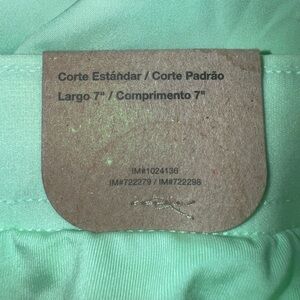 Corte Estándar / Corte Padrão
Largo 7" / Comprimento 7"
IM#1024136
IM#722279 / IM#722298